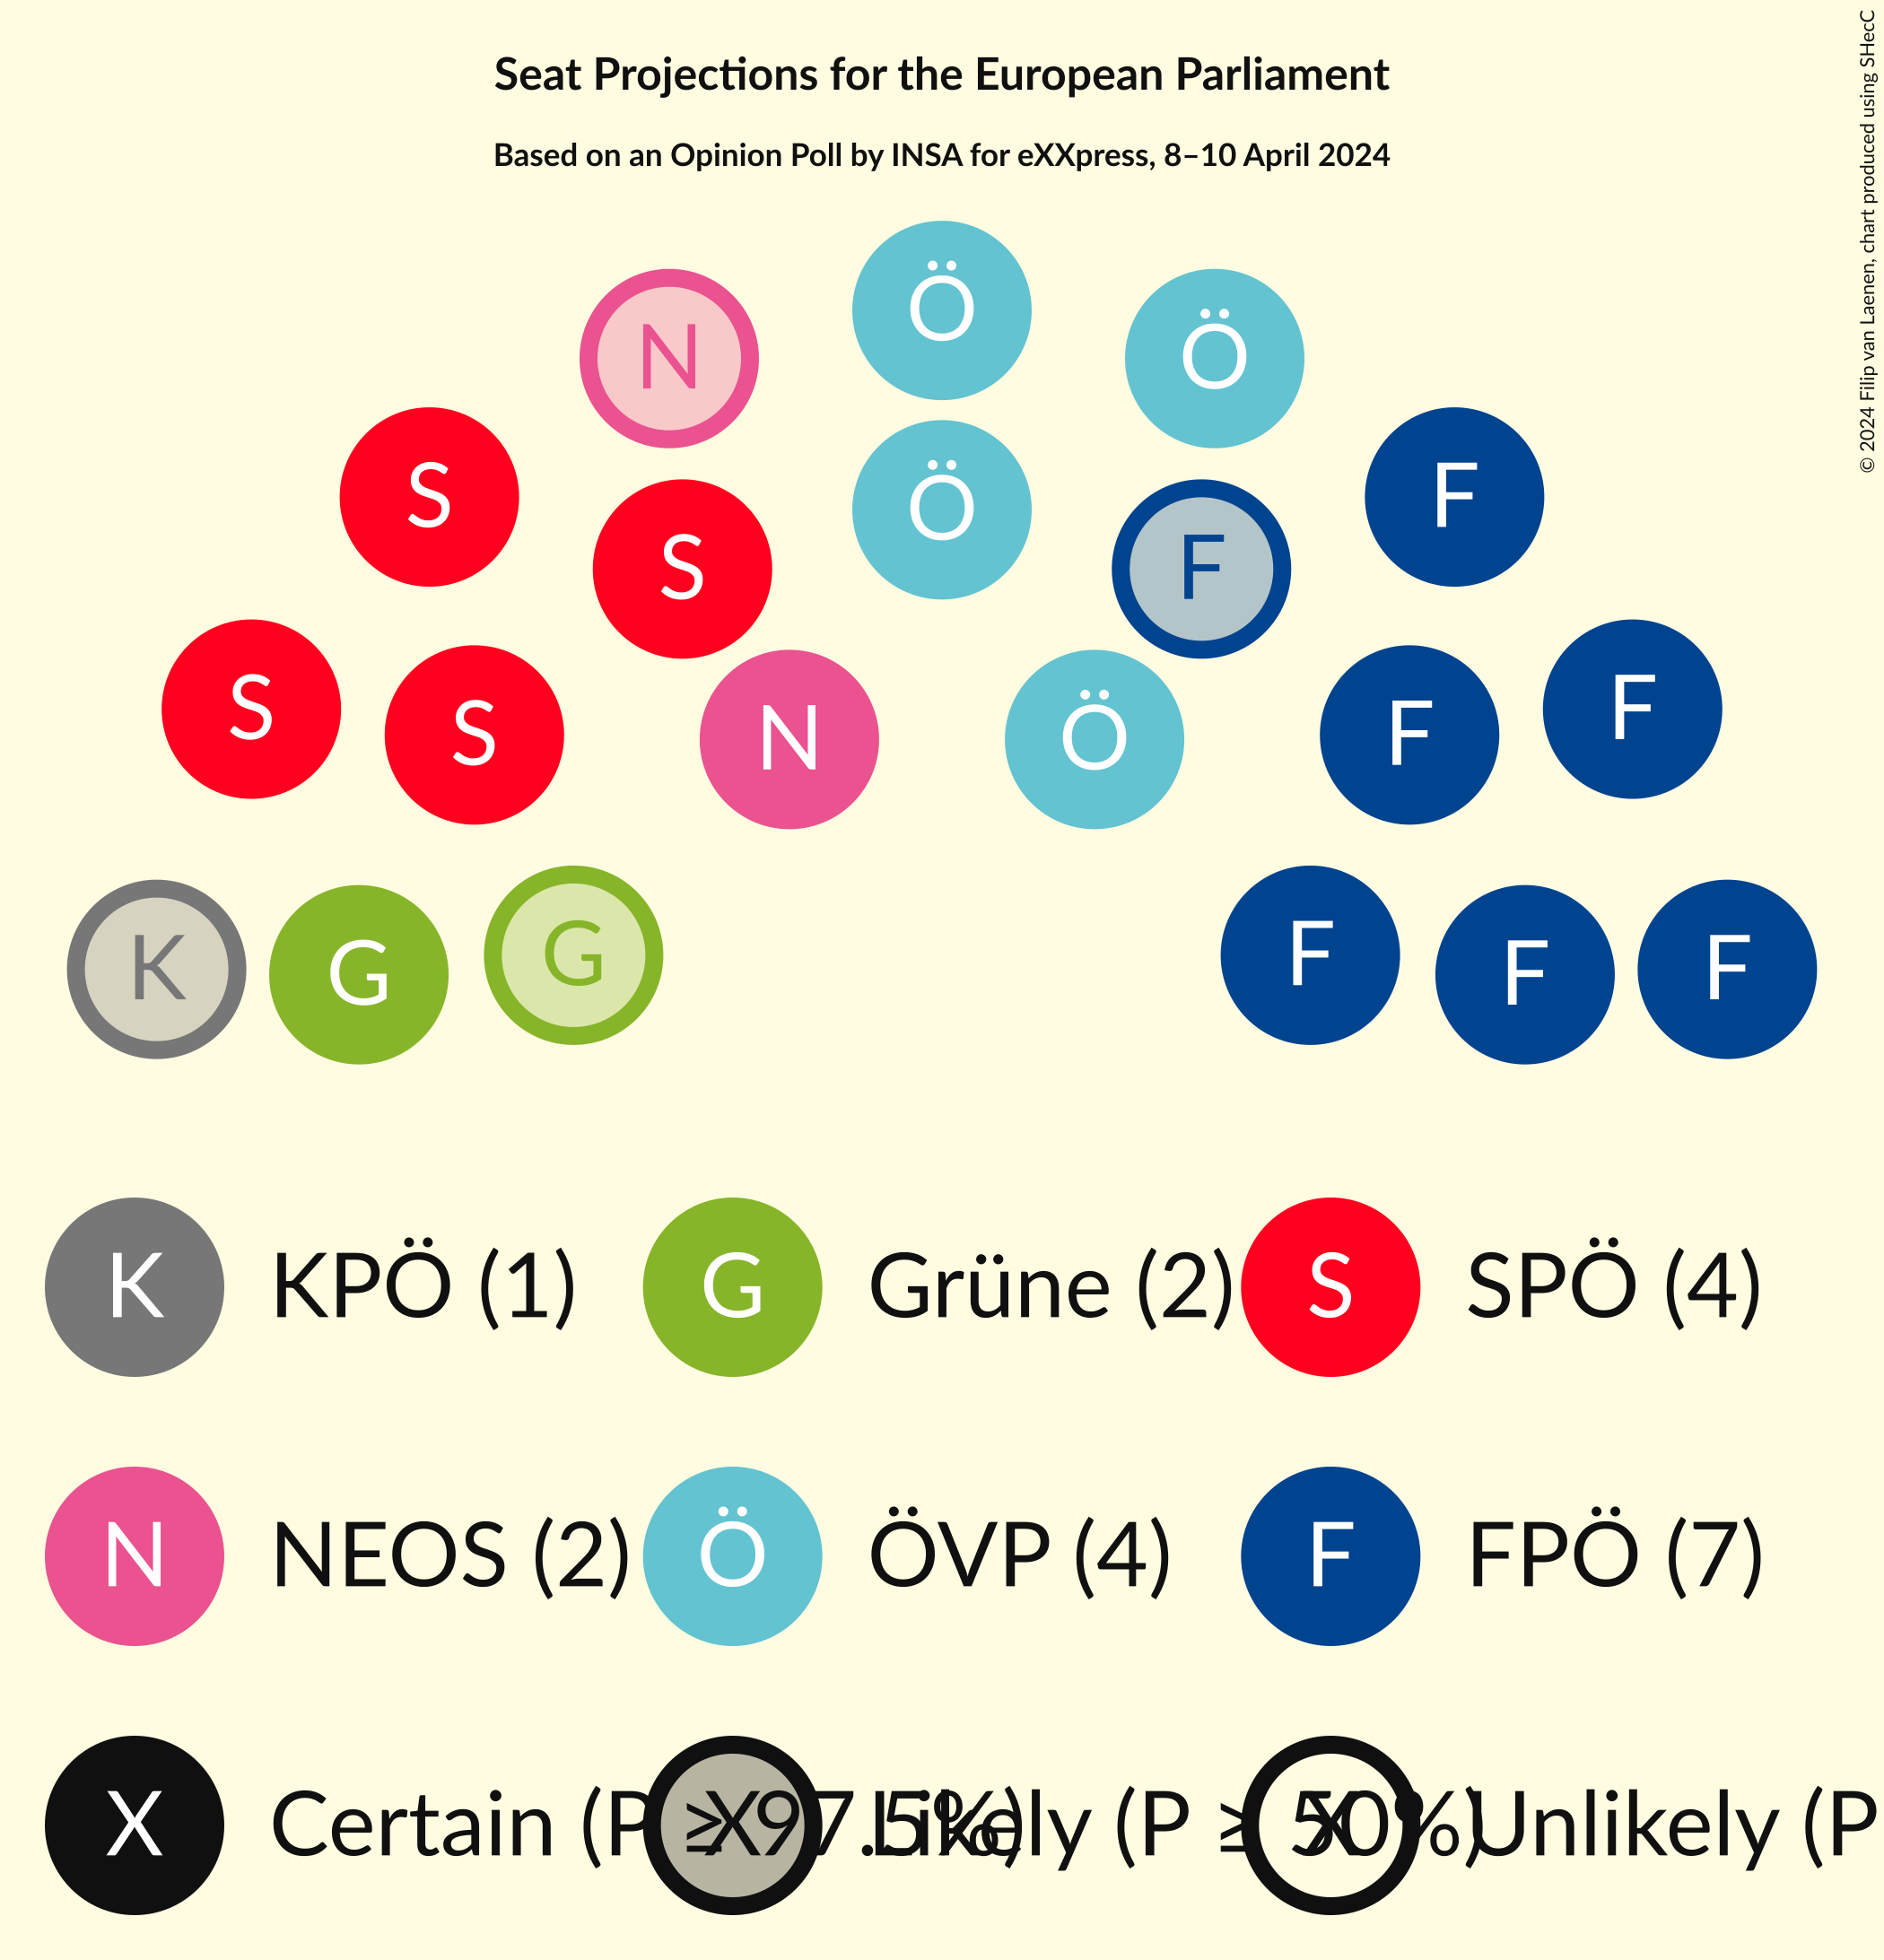 Seat Projections for the European Parliament
Based on an Opinion Poll by INSA for eXXpress, 8–10 April 2024
© 2024 Filip van Laenen, chart produced using SHecC
Ö
N Ö
S Ö F
S F
S F
S N Ö F
K G G F F F
K KPÖ (1) G Grüne (2) S SPÖ (4)
N NEOS (2) Ö ÖVP (4) F FPÖ (7)
X Certain (P ≥ 97.5%) X Likely (P ≥ 50%) X Unlikely (P